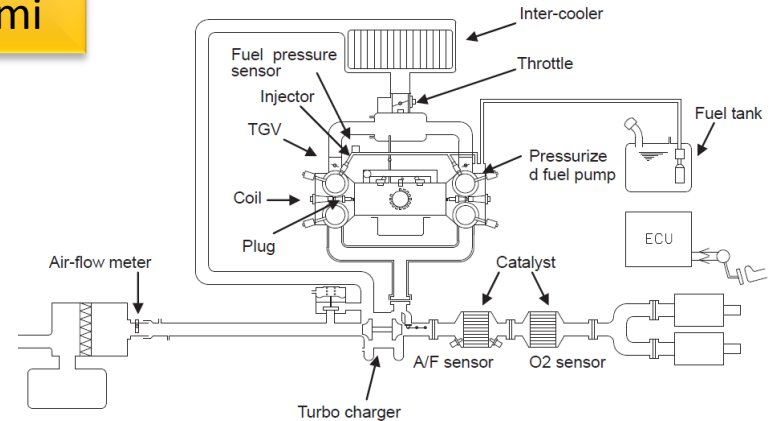 mi
Inter-cooler
Fuel pressure
sensor
Throttle
Injector
Fuel tank
TGV
Pressurize
d fuel pump
Coil
Plug
ECU
Air-flow meter
Catalyst
A/F sensor
O2 sensor
Turbo charger